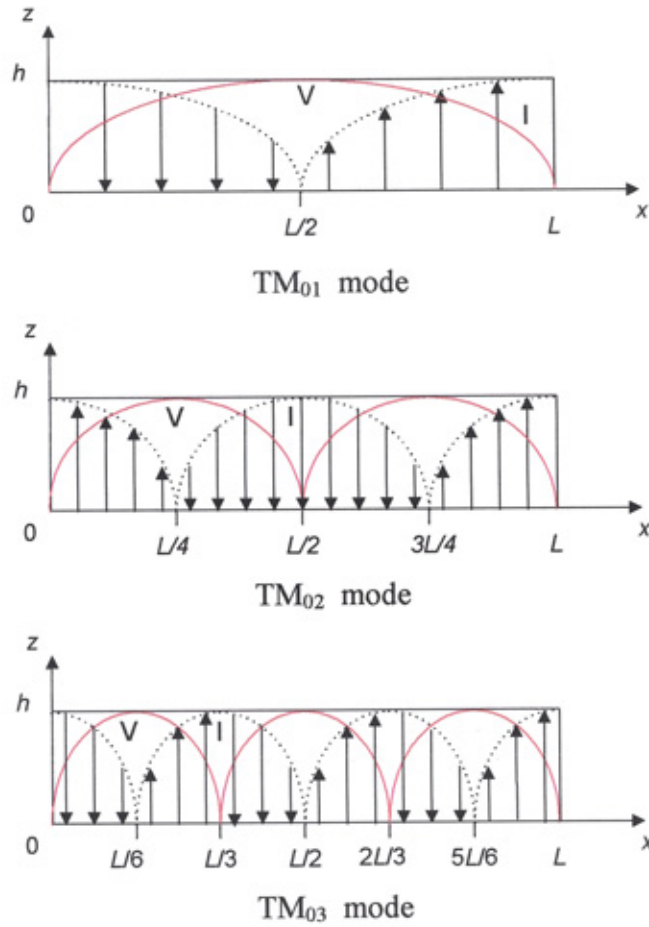 z
h
V
I
0
L/2
L
x
TM₀₁ mode
z
h
V
I
0
L/4
L/2
3L/4
L
x
TM₀₂ mode
z
h
V
I
0
L/6
L/3
L/2
2L/3
5L/6
L
x
TM₀₃ mode